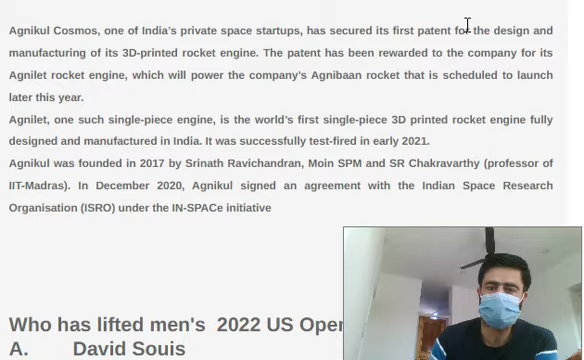 Agnikul Cosmos, one of India's private space startups, has secured its first patent for the design and
manufacturing of its 3D-printed rocket engine. The patent has been rewarded to the company for its
Agnilet rocket engine, which will power the company's Agnibaan rocket that is scheduled to launch
later this year.
Agnilet, one such single-piece engine, is the world's first single-piece 3D printed rocket engine fully
designed and manufactured in India. It was successfully test-fired in early 2021.
Agnikul was founded in 2017 by Srinath Ravichandran, Moin SPM and SR Chakravarthy (professor of
IIT-Madras). In December 2020, Agnikul signed an agreement with the Indian Space Research
Organisation (ISRO) under the IN-SPACe initiative
Who has lifted men's 2022 US Oper
A. David Souis